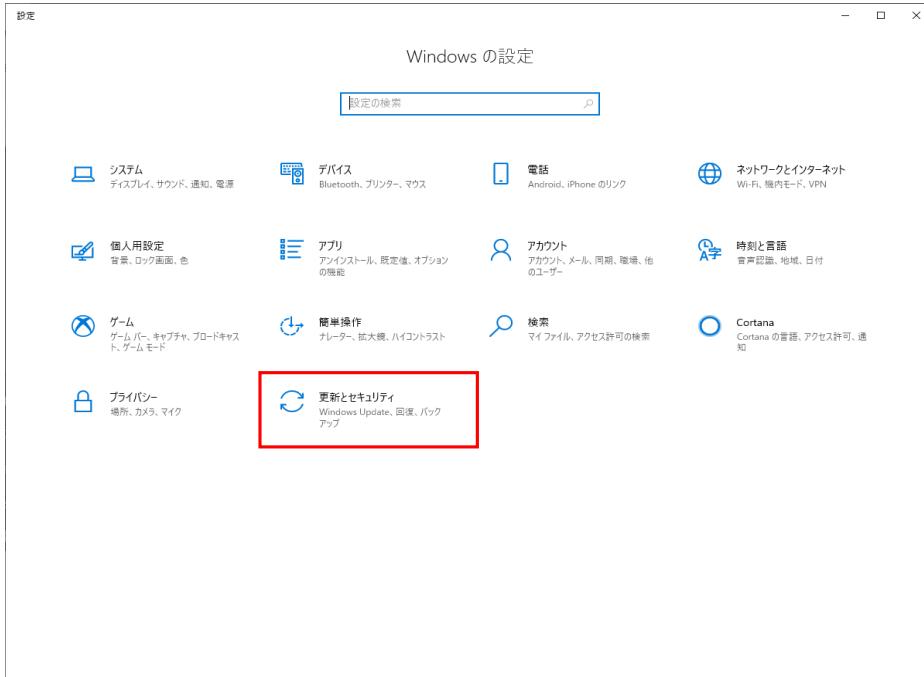 設定
Windows の設定
設定の検索
システム
ディスプレイ、サウンド、通知、電源
デバイス
Bluetooth、プリンター、マウス
電話
Android、iPhone のリンク
ネットワークとインターネット
Wi-Fi、機内モード、VPN
個人用設定
背景、ロック画面、色
アプリ
アンインストール、既定値、オプション
の機能
アカウント
アカウント、メール、同期、職場、他
のユーザー
時刻と言語
音声認識、地域、日付
ゲーム
ゲーム バー、キャプチャ、ブロードキャス
ト、ゲーム モード
簡単操作
ナレーター、拡大鏡、ハイコントラスト
検索
マイ ファイル、アクセス許可の検索
Cortana
Cortana の言語、アクセス許可、通
知
プライバシー
場所、カメラ、マイク
更新とセキュリティ
Windows Update、回復、バック
アップ